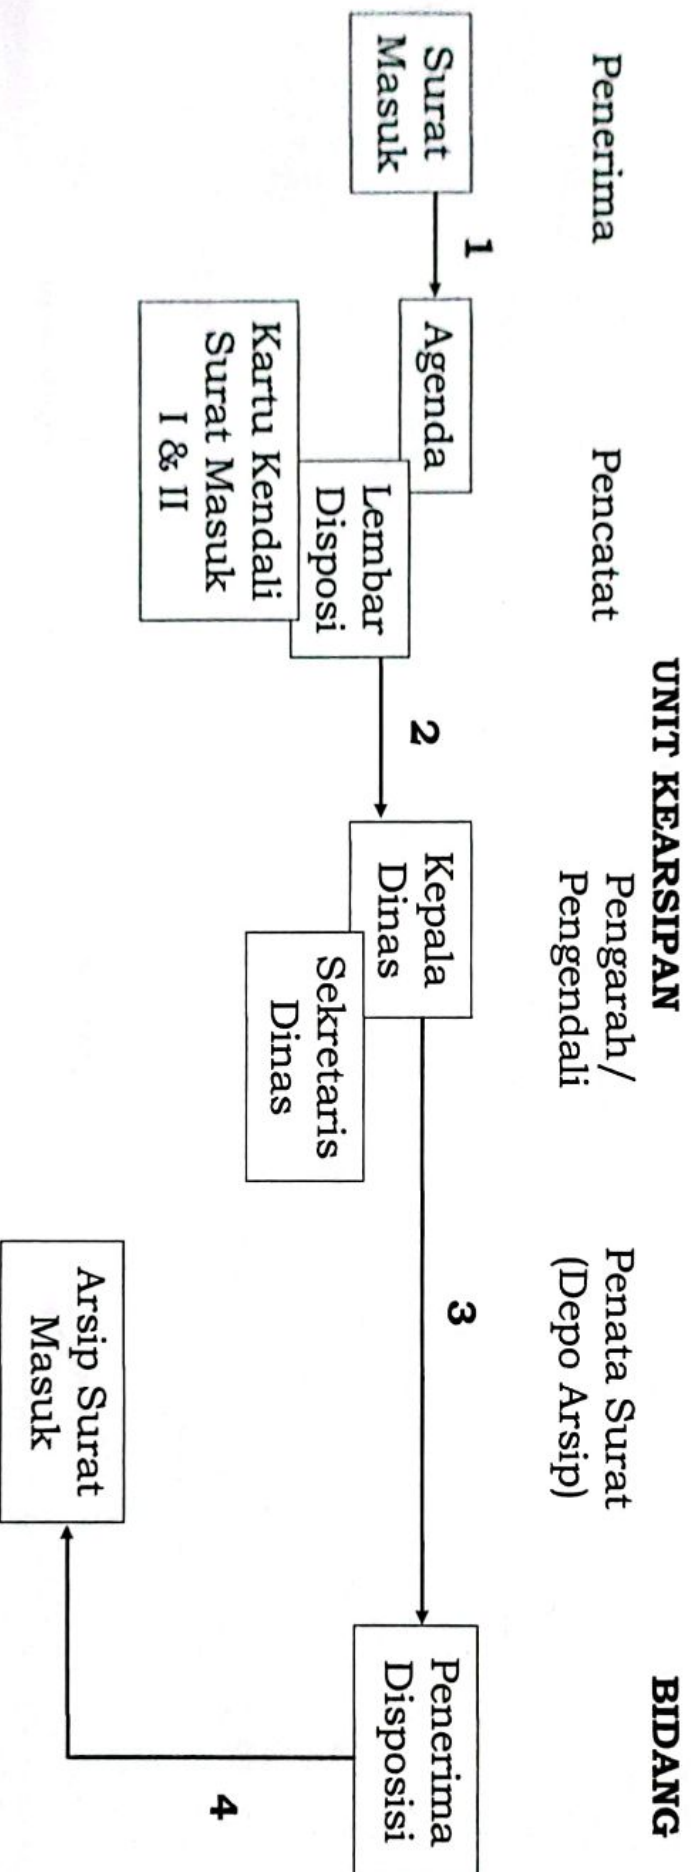 UNIT KEARSIPAN
BIDANG
Penerima
Pencatat
Pengarah/
Pengendali
Penata Surat
(Depo Arsip)
Surat
Masuk
1
Agenda
Lembar
Disposi
Kartu Kendali
Surat Masuk
I & II
2
Kepala
Dinas
Sekretaris
Dinas
3
Penerima
Disposisi
4
Arsip Surat
Masuk